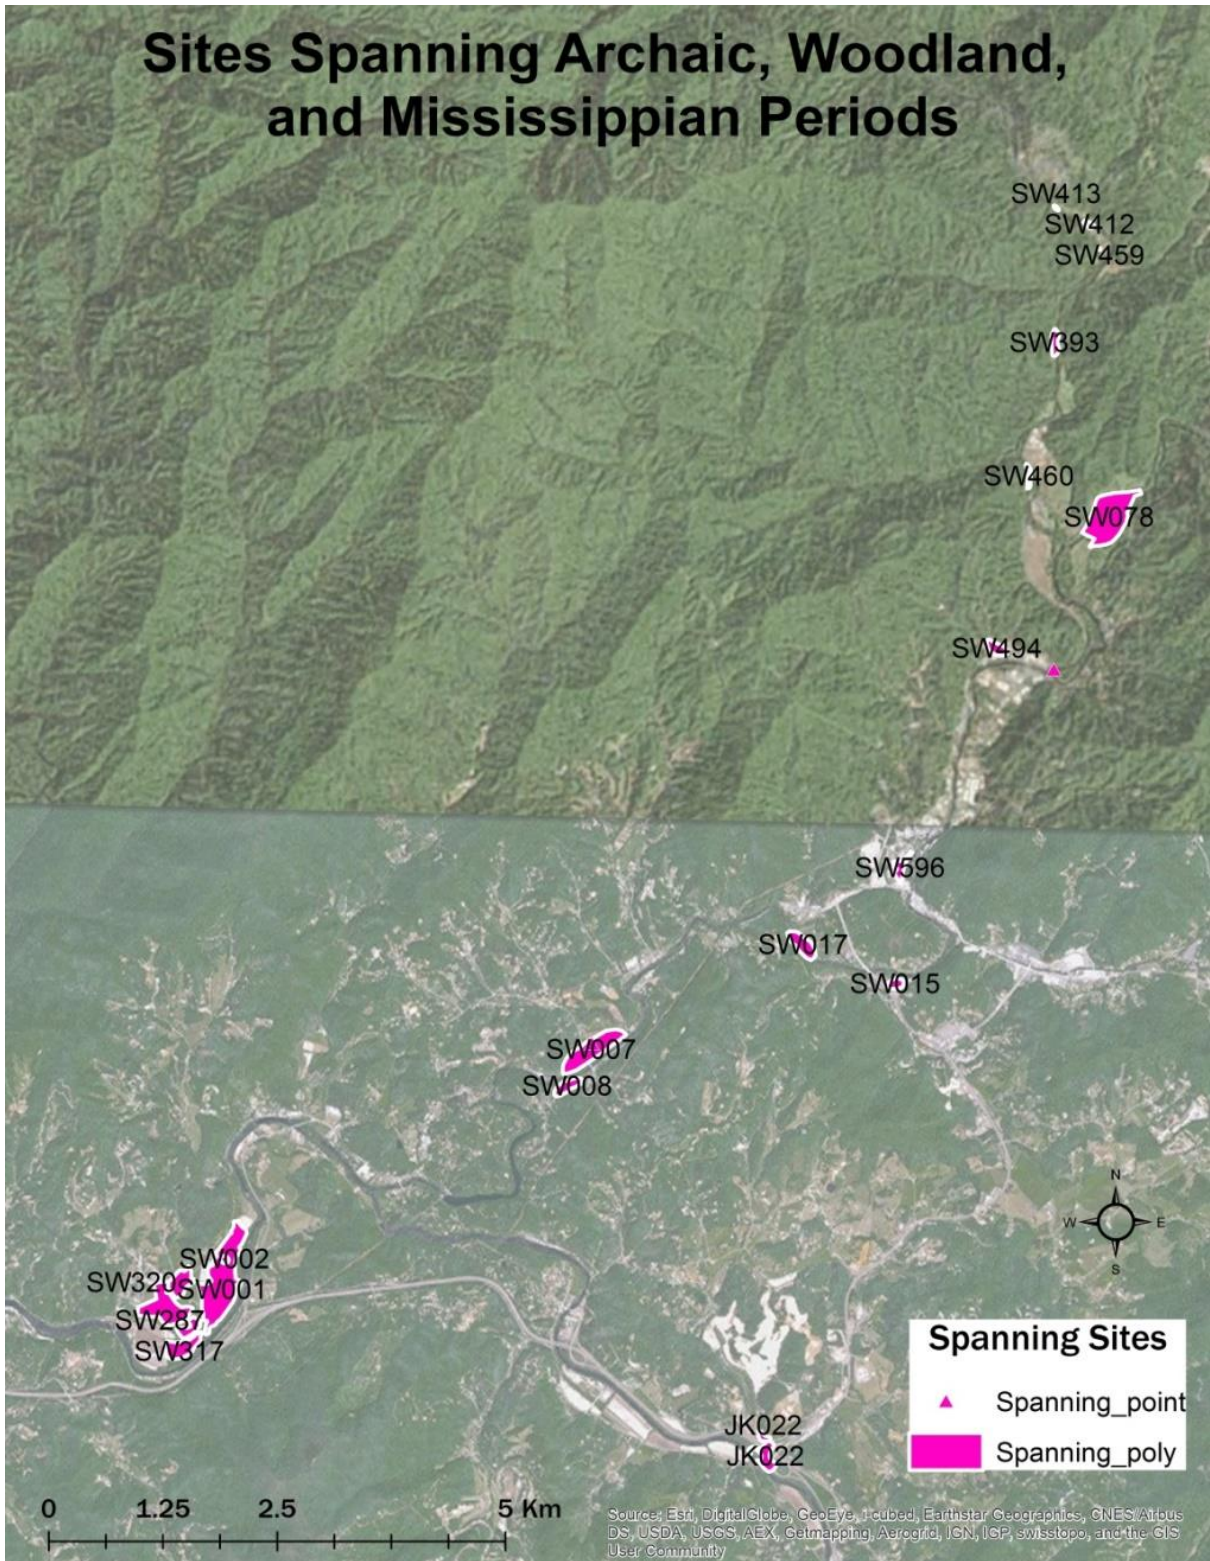 Sites Spanning Archaic, Woodland,
and Mississippian Periods
SW413
SW412
SW459
SW393
SW460
SW078
SW494
SW596
SW017
SW015
SW007
SW008
N
W E
S
SW002
SW320
SW001
SW287
SW317
Spanning Sites
Spanning_point
Spanning_poly
JK022
JK022
0 1.25 2.5 5 Km
Source: Esri, DigitalGlobe, GeoEye, i-cubed, Earthstar Geographics, CNES/Airbus
DS, USDA, USGS, AEX, Getmapping, Aerogrid, IGN, IGP, swisstopo, and the GIS
User Community